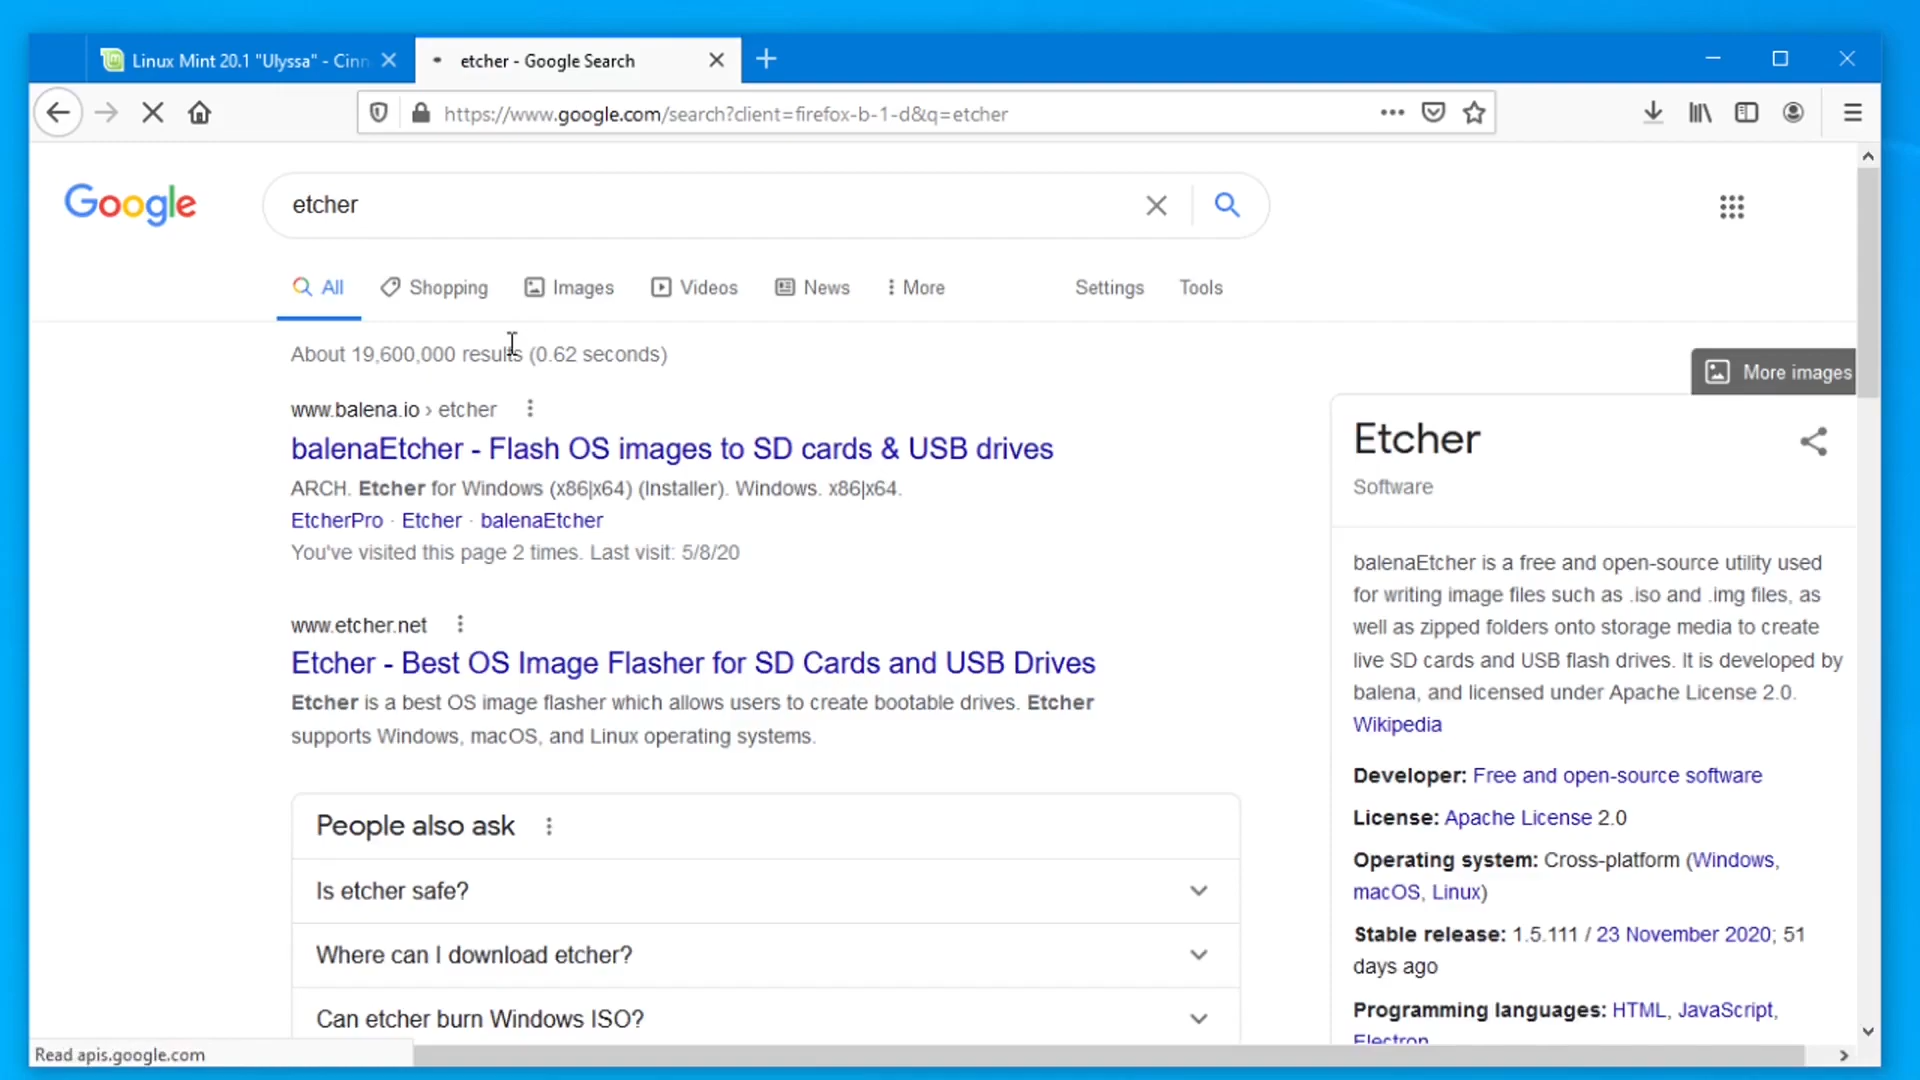 Linux Mint 20.1 "Ulyssa" - Cinn
etcher - Google Search
https://www.google.com/search?client=firefox-b-1-d&q=etcher
Google
etcher
All Shopping Images Videos News More Settings Tools
About 19,600,000 results (0.62 seconds)
More images
www.balena.io › etcher
balenaEtcher - Flash OS images to SD cards & USB drives
ARCH. Etcher for Windows (x86|x64) (Installer). Windows. x86|x64.
EtcherPro · Etcher · balenaEtcher
You've visited this page 2 times. Last visit: 5/8/20
www.etcher.net
Etcher - Best OS Image Flasher for SD Cards and USB Drives
Etcher is a best OS image flasher which allows users to create bootable drives. Etcher
supports Windows, macOS, and Linux operating systems.
People also ask
Is etcher safe?
Where can I download etcher?
Can etcher burn Windows ISO?
Etcher
Software
balenaEtcher is a free and open-source utility used
for writing image files such as .iso and .img files, as
well as zipped folders onto storage media to create
live SD cards and USB flash drives. It is developed by
balena, and licensed under Apache License 2.0.
Wikipedia
Developer: Free and open-source software
License: Apache License 2.0
Operating system: Cross-platform (Windows,
macOS, Linux)
Stable release: 1.5.111 / 23 November 2020; 51
days ago
Programming languages: HTML, JavaScript,
Electron
Read apis.google.com